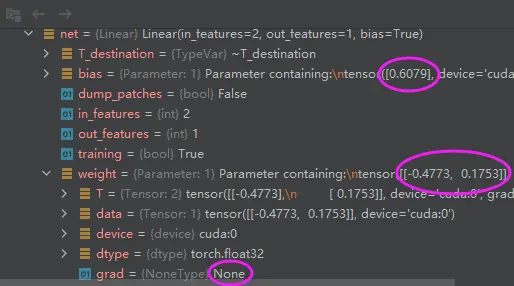 net = {Linear} Linear(in_features=2, out_features=1, bias=True)
T_destination = {TypeVar} ~T_destination
bias = {Parameter: 1} Parameter containing:\ntensor([0.6079], device='cuda
dump_patches = {bool} False
in_features = {int} 2
out_features = {int} 1
training = {bool} True
weight = {Parameter: 1} Parameter containing:\ntensor([[-0.4773, 0.1753]]
T = {Tensor: 2} tensor([[-0.4773],\n [ 0.1753]], device='cuda:0', grad
data = {Tensor: 1} tensor([[-0.4773, 0.1753]], device='cuda:0')
device = {device} cuda:0
dtype = {dtype} torch.float32
grad = {NoneType} None